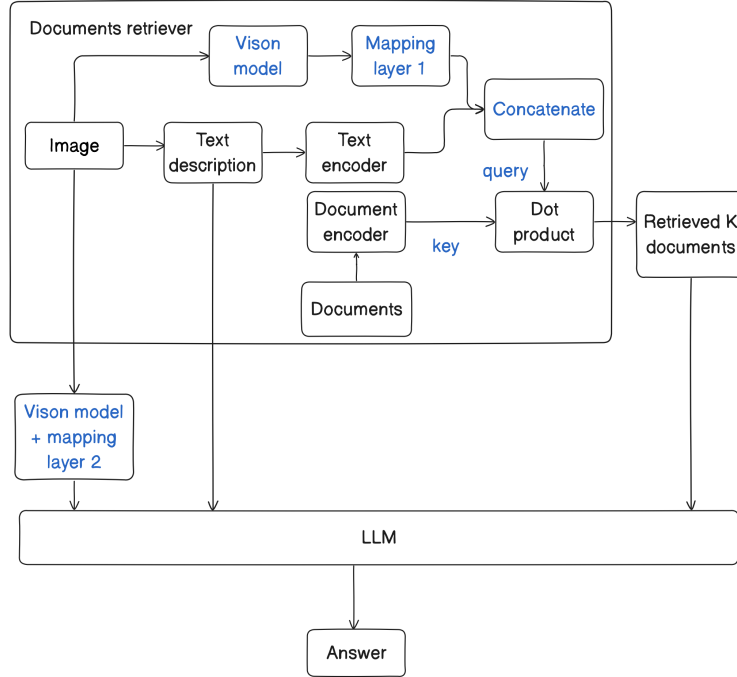 Documents retriever
Vison
model
Mapping
layer 1
Concatenate
Image
Text
description
Text
encoder
query
Document
encoder
key
Dot
product
Retrieved K
documents
Documents
Vison model
+ mapping
layer 2
LLM
Answer